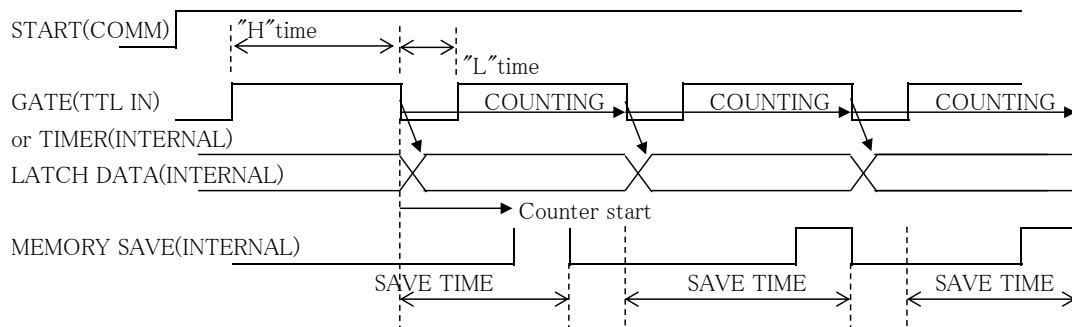 START(COMM)
"H"time
"L"time
GATE(TTL IN)
COUNTING
COUNTING
COUNTING
or TIMER(INTERNAL)
LATCH DATA(INTERNAL)
Counter start
MEMORY SAVE(INTERNAL)
SAVE TIME
SAVE TIME
SAVE TIME